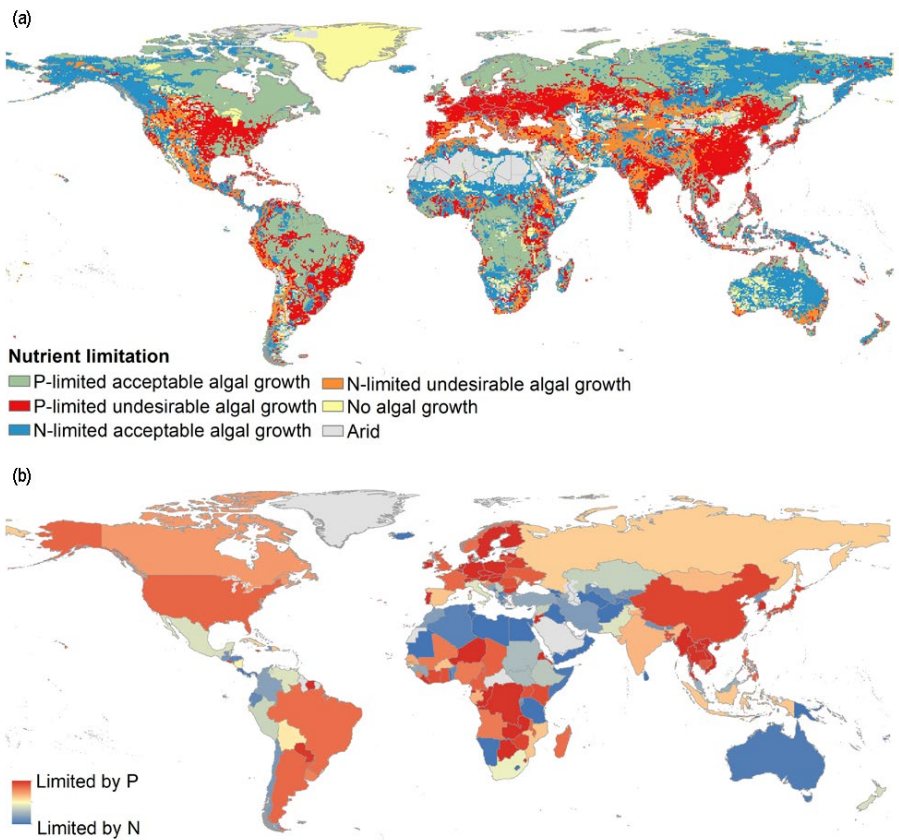 (a)
Nutrient limitation
P-limited acceptable algal growth
N-limited undesirable algal growth
P-limited undesirable algal growth
No algal growth
N-limited acceptable algal growth
Arid
(b)
Limited by P
Limited by N